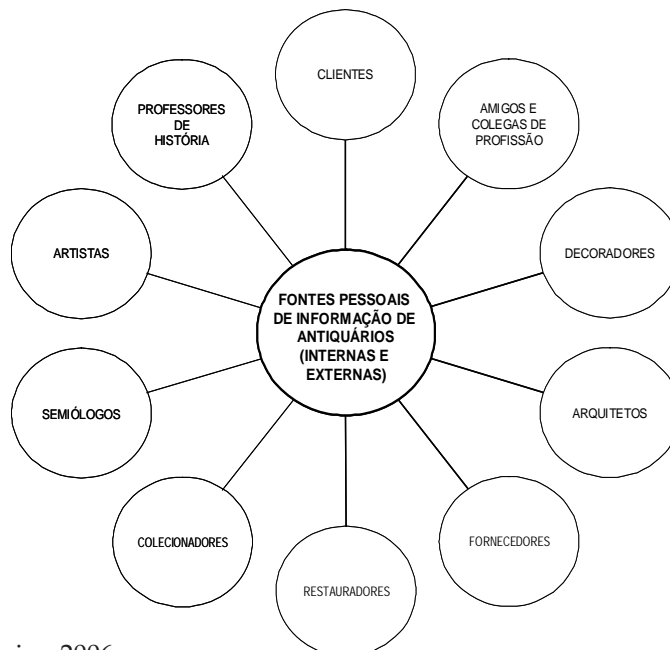 CLIENTES
AMIGOS E
COLEGAS DE
PROFISSÃO
DECORADORES
ARQUITETOS
FORNECEDORES
RESTAURADORES
COLECIONADORES
SEMIÓLOGOS
ARTISTAS
PROFESSORES
DE
HISTÓRIA
FONTES PESSOAIS
DE INFORMAÇÃO DE
ANTIQUÁRIOS
(INTERNAS E
EXTERNAS)
2006